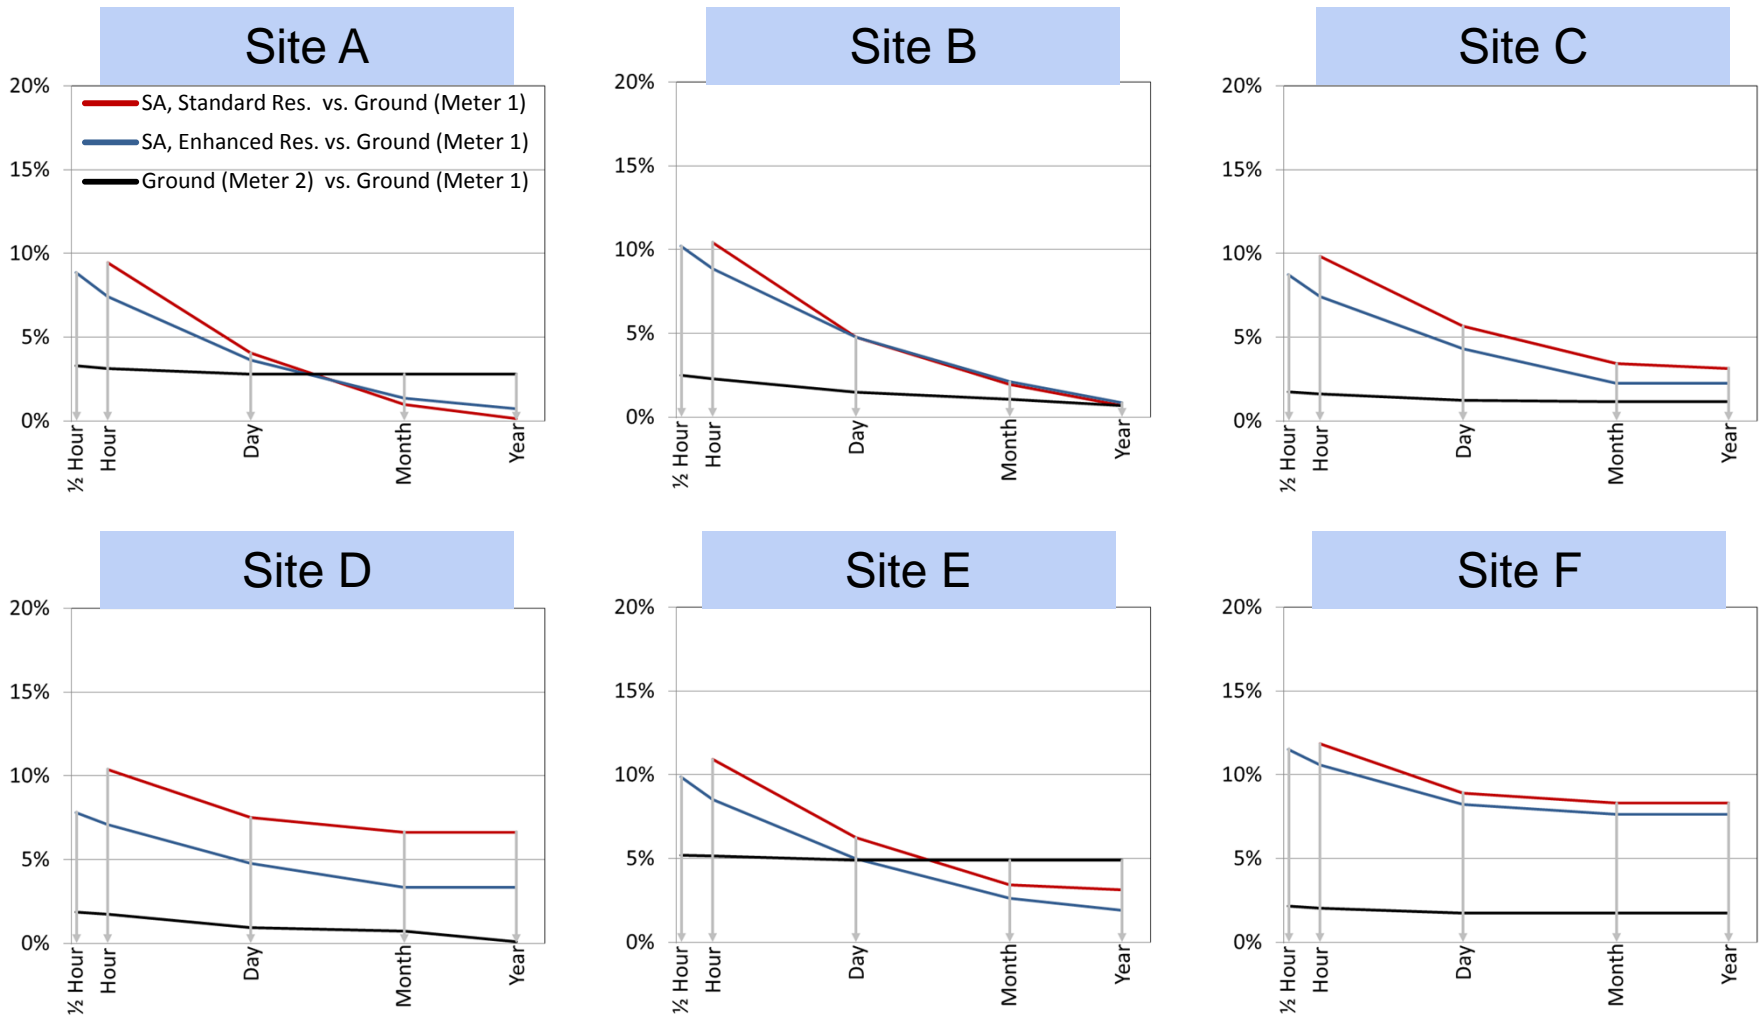 Site A
20%
SA, Standard Res. vs. Ground (Meter 1)
SA, Enhanced Res. vs. Ground (Meter 1)
15%
Ground (Meter 2) vs. Ground (Meter 1)
10%
5%
0%
½ Hour
Hour
Day
Month
Year
Site B
20%
15%
10%
5%
0%
½ Hour
Hour
Day
Month
Year
Site C
20%
15%
10%
5%
0%
½ Hour
Hour
Day
Month
Year
Site D
20%
15%
10%
5%
0%
½ Hour
Hour
Day
Month
Year
Site E
20%
15%
10%
5%
0%
½ Hour
Hour
Day
Month
Year
Site F
20%
15%
10%
5%
0%
½ Hour
Hour
Day
Month
Year